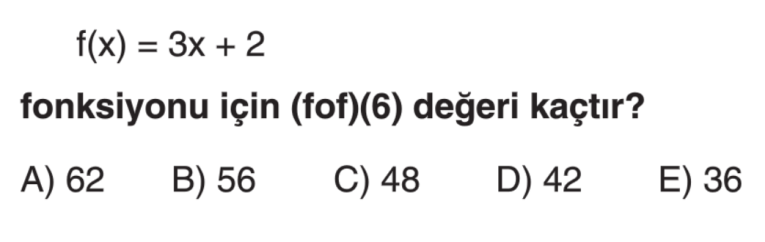 f(x) = 3x + 2
fonksiyonu için (fof)(6) değeri kaçtır?
A) 62 B) 56 C) 48 D) 42 E) 36